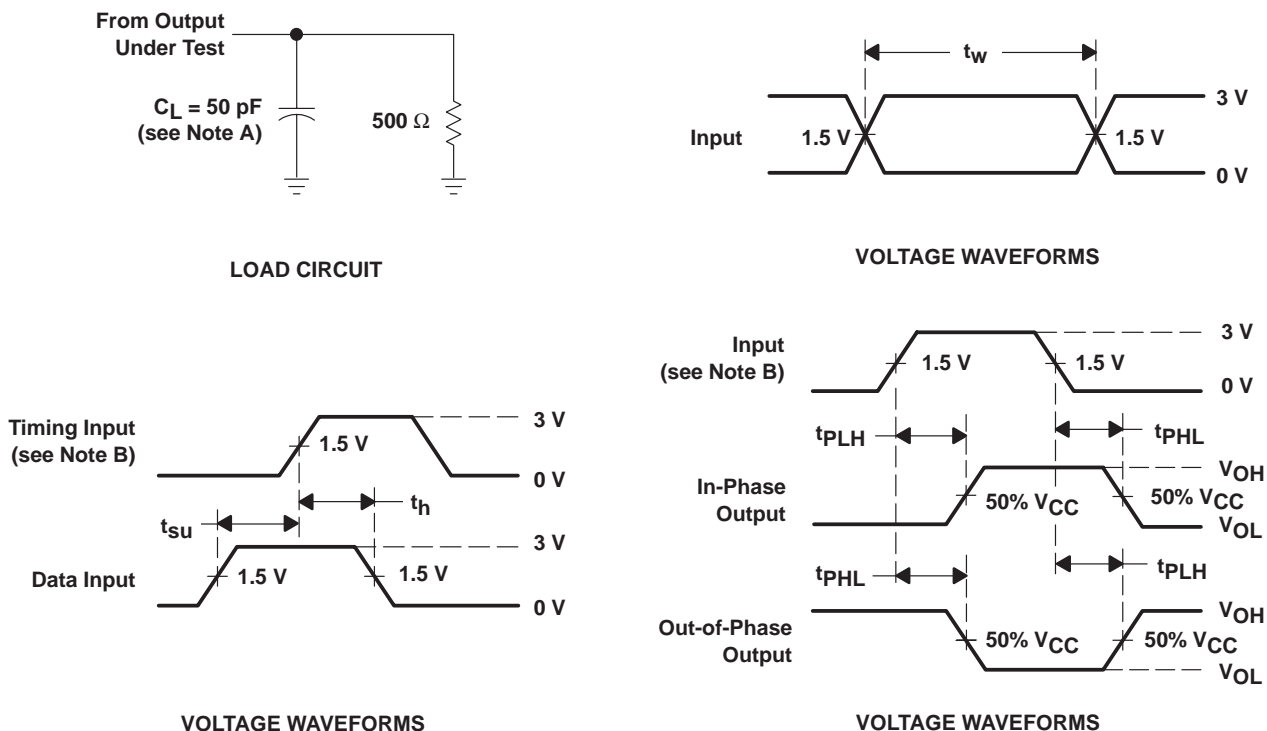 From Output
Under Test
CL = 50 pF
(see Note A)
500 Ω
LOAD CIRCUIT
tw
Input
1.5 V
1.5 V
3 V
0 V
VOLTAGE WAVEFORMS
Timing Input
(see Note B)
1.5 V
3 V
0 V
th
tsu
Data Input
1.5 V
1.5 V
3 V
0 V
VOLTAGE WAVEFORMS
Input
(see Note B)
1.5 V
1.5 V
3 V
0 V
tPLH
tPHL
In-Phase
Output
50% VCC
50% VCC
VOH
VOL
tPHL
tPLH
Out-of-Phase
Output
50% VCC
50% VCC
VOH
VOL
VOLTAGE WAVEFORMS